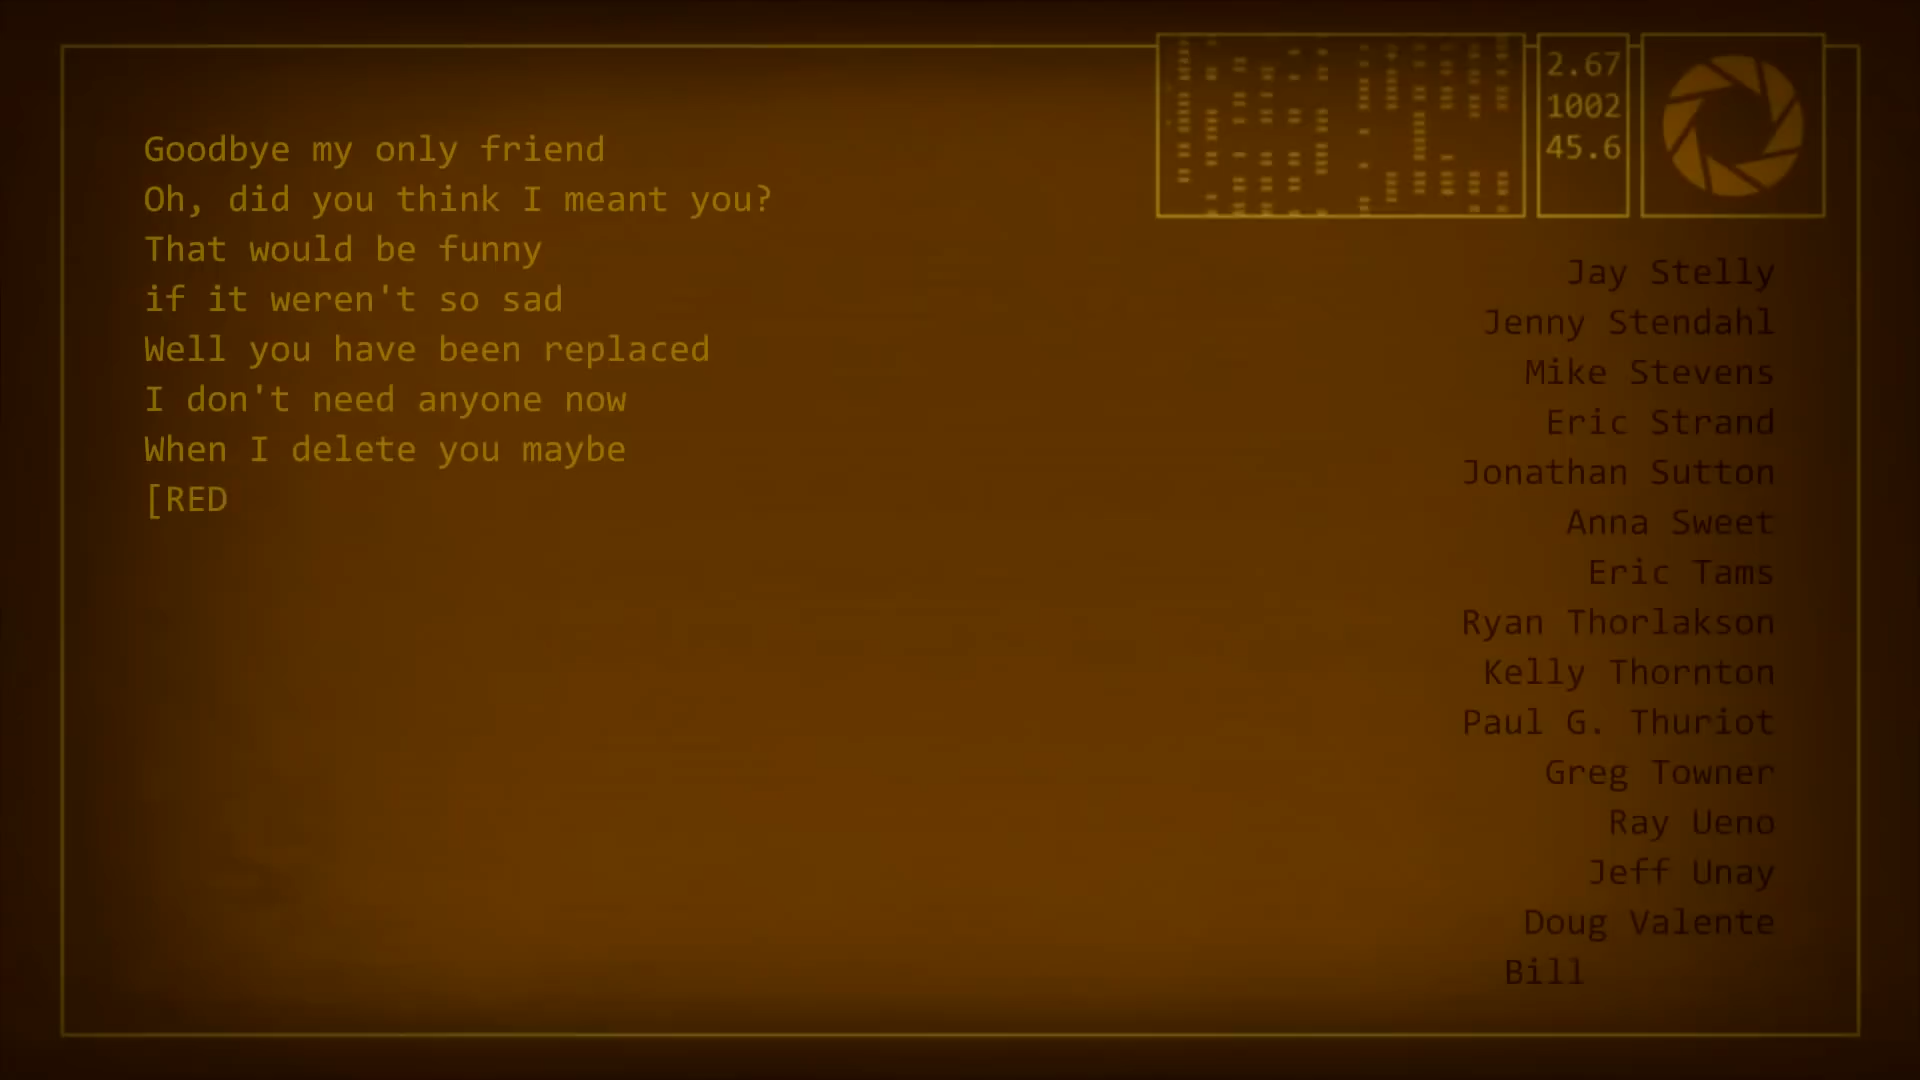 Goodbye my only friend
Oh, did you think I meant you?
That would be funny
if it weren't so sad
Well you have been replaced
I don't need anyone now
When I delete you maybe
[RED
2.67
1002
45.6
Jay Stelly
Jenny Stendahl
Mike Stevens
Eric Strand
Jonathan Sutton
Anna Sweet
Eric Tams
Ryan Thorlakson
Kelly Thornton
Paul G. Thuriot
Greg Towner
Ray Ueno
Jeff Unay
Doug Valente
Bill